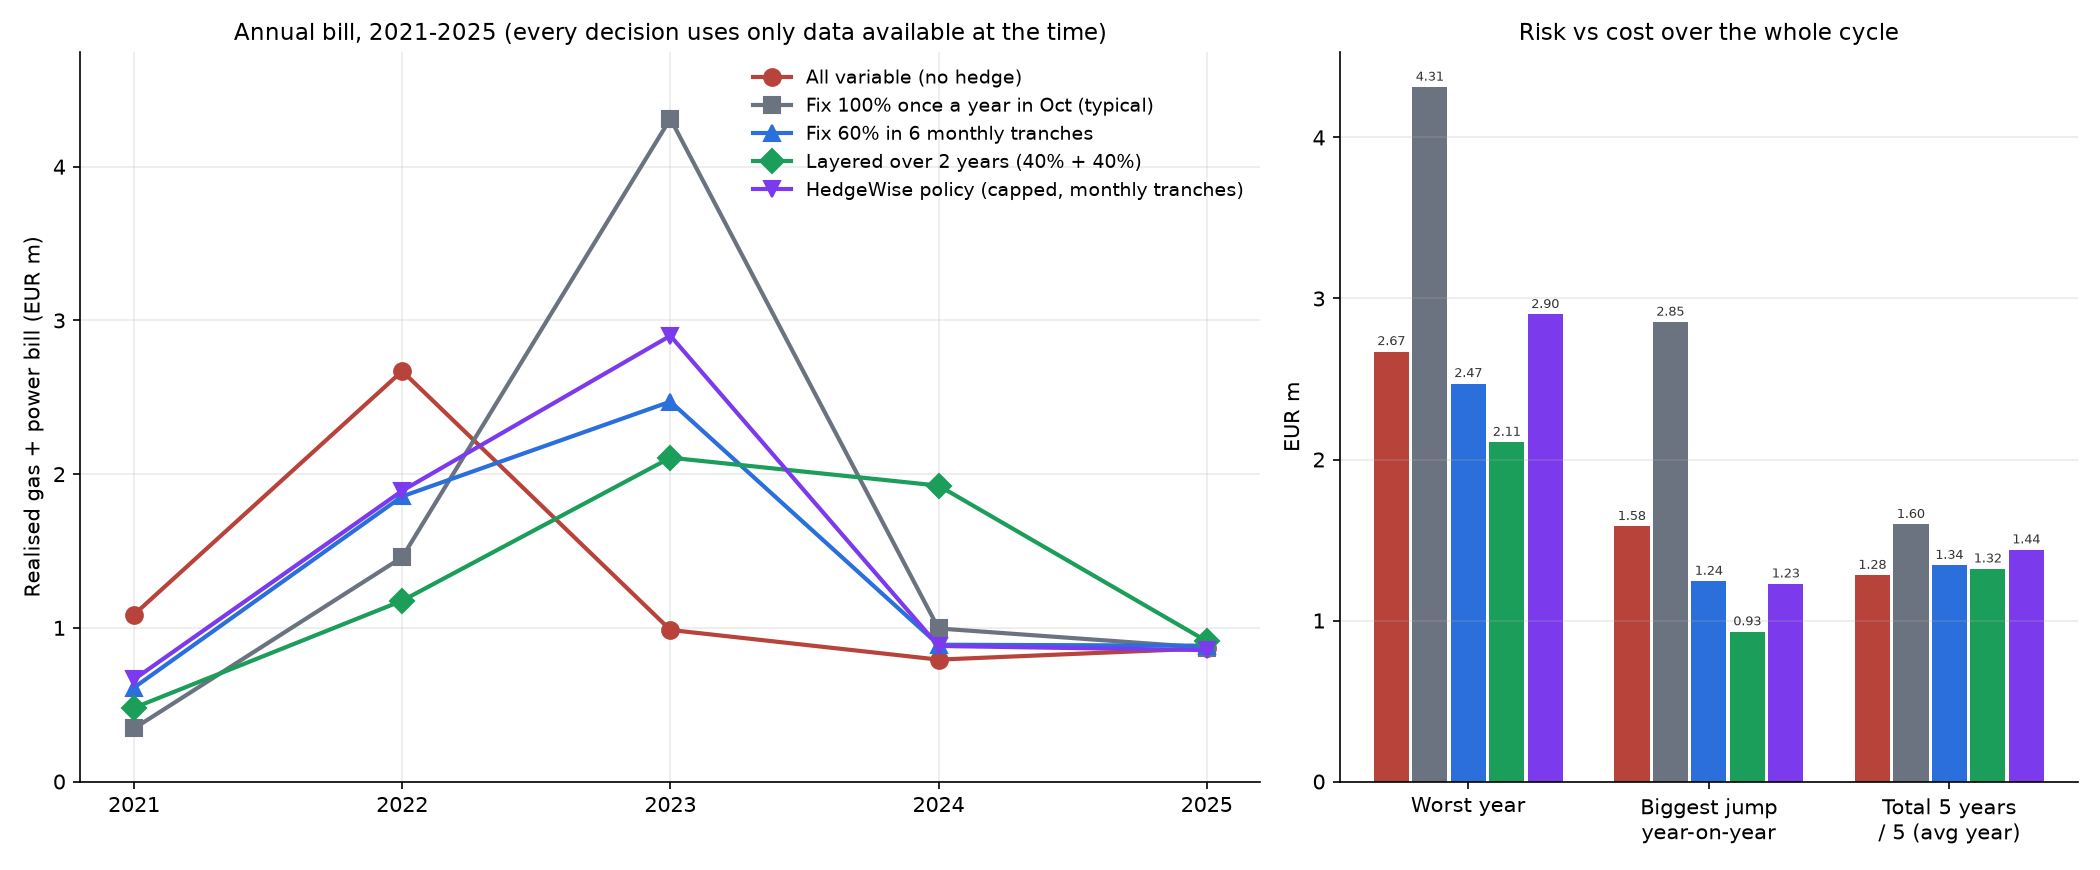 Annual bill, 2021-2025 (every decision uses only data available at the time)
Realised gas + power bill (EUR m)
4
3
2
1
0
2021
2022
2023
2024
2025
All variable (no hedge)
Fix 100% once a year in Oct (typical)
Fix 60% in 6 monthly tranches
Layered over 2 years (40% + 40%)
HedgeWise policy (capped, monthly tranches)
Risk vs cost over the whole cycle
EUR m
4
3
2
1
0
2.67
4.31
2.47
2.11
2.90
1.58
2.85
1.24
0.93
1.23
1.28
1.60
1.34
1.32
1.44
Worst year
Biggest jump
year-on-year
Total 5 years
/ 5 (avg year)